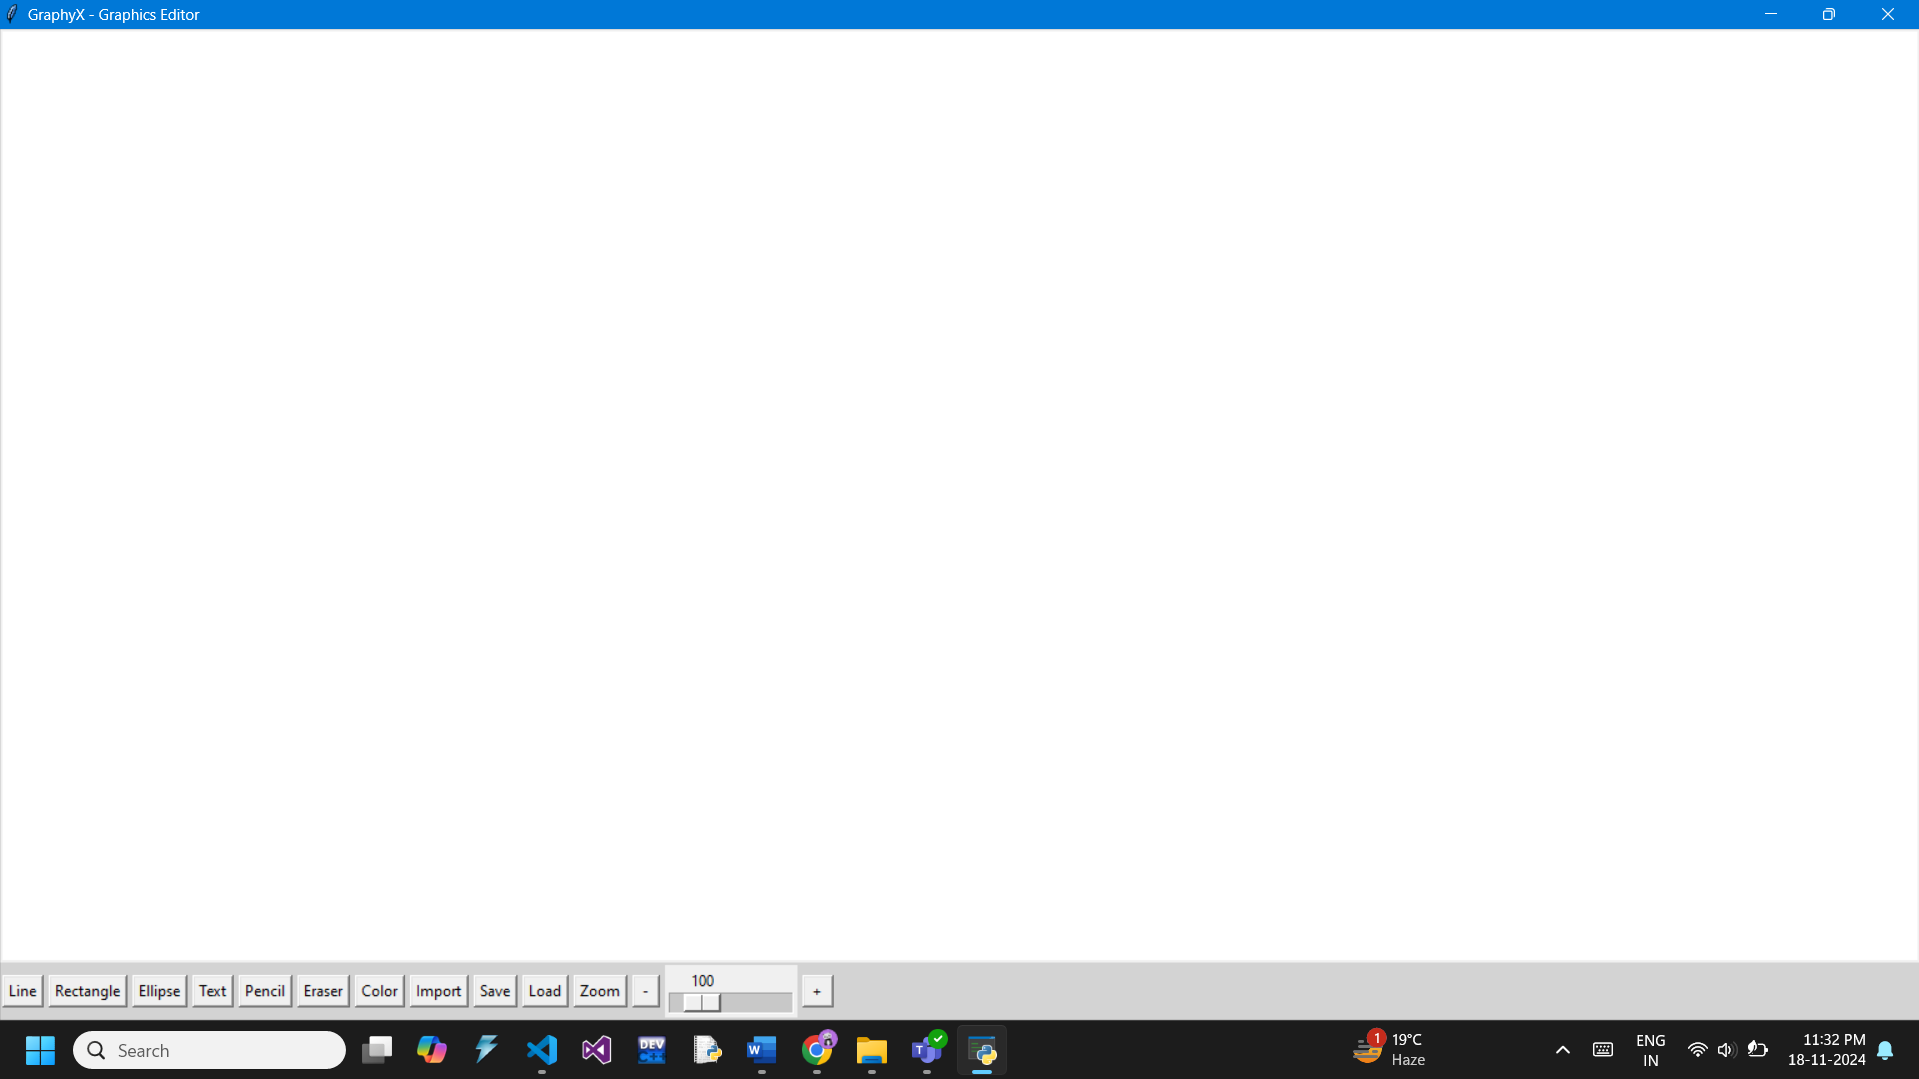 GraphyX - Graphics Editor
Line Rectangle Ellipse Text Pencil Eraser Color Import Save Load Zoom - 100 +
Search
DEV
C++
W
T
1
19°C
Haze
ENG
IN
11:32 PM
18-11-2024